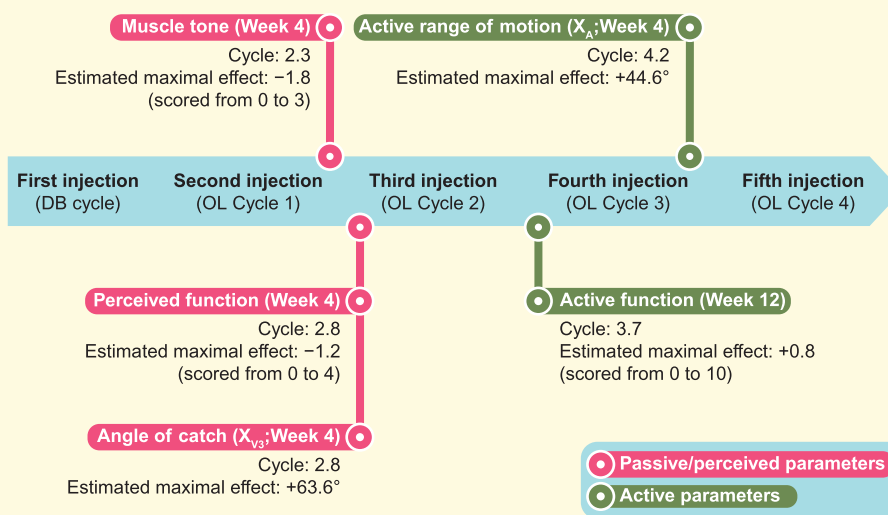 Muscle tone (Week 4)
Cycle: 2.3
Estimated maximal effect: −1.8
(scored from 0 to 3)
Active range of motion (XA;Week 4)
Cycle: 4.2
Estimated maximal effect: +44.6°
First injection
(DB cycle)
Second injection
(OL Cycle 1)
Third injection
(OL Cycle 2)
Fourth injection
(OL Cycle 3)
Fifth injection
(OL Cycle 4)
Perceived function (Week 4)
Cycle: 2.8
Estimated maximal effect: −1.2
(scored from 0 to 4)
Active function (Week 12)
Cycle: 3.7
Estimated maximal effect: +0.8
(scored from 0 to 10)
Angle of catch (XV3;Week 4)
Cycle: 2.8
Estimated maximal effect: +63.6°
Passive/perceived parameters
Active parameters